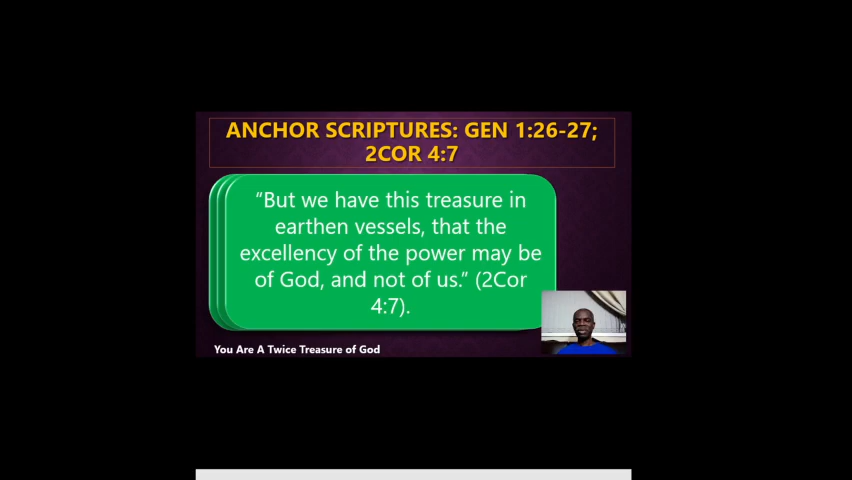 ANCHOR SCRIPTURES: GEN 1:26-27;
2COR 4:7
“But we have this treasure in
earthen vessels, that the
excellency of the power may be
of God, and not of us.” (2Cor
4:7).
You Are A Twice Treasure of God